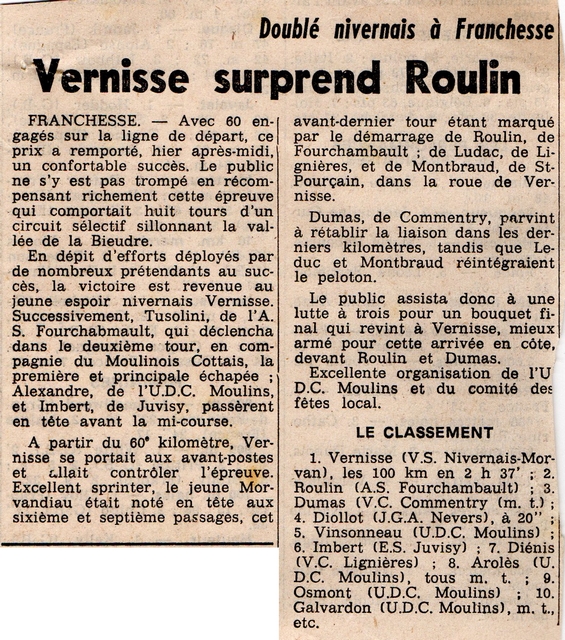 Doublé nivernais à Franchesse
Vernisse surprend Roulin
FRANCHESSE. — Avec 60 en-
gagés sur la ligne de départ, ce
prix a remporté, hier après-midi,
un confortable succès. Le public
ne s'y est pas trompé en récom-
pensant richement cette épreuve
qui comportait huit tours d'un
circuit sélectif sillonnant la val-
lée de la Bieudre.
En dépit d'efforts déployés par
de nombreux prétendants au suc-
cès, la victoire est revenue au
jeune espoir nivernais Vernisse.
Successivement, Tusolini, de l'A.
S. Fourchabmault, qui déclencha
dans le deuxième tour, en com-
pagnie du Moulinois Cottais, la
première et principale échapée ;
Alexandre, de l'U.D.C. Moulins,
et Imbert, de Juvisy, passèrent
en tête avant la mi-course.
A partir du 60e kilomètre, Ver-
nisse se portait aux avant-postes
et allait contrôler l'épreuve.
Excellent sprinter, le jeune Mor-
vandiau était noté en tête aux
sixième et septième passages, cet
avant-dernier tour étant marqué
par le démarrage de Roulin, de
Fourchambault ; de Ludac, de Li-
gnières, et de Montbraud, de St-
Pourçain, dans la roue de Ver-
nisse.
Dumas, de Commentry, parvint
à rétablir la liaison dans les der-
niers kilomètres, tandis que Le-
duc et Montbraud réintégraient
le peloton.
Le public assista donc à une
lutte à trois pour un bouquet fi-
nal qui revint à Vernisse, mieux
armé pour cette arrivée en côte,
devant Roulin et Dumas.
Excellente organisation de l'U
D.C. Moulins et du comité des
fêtes local.
LE CLASSEMENT
1. Vernisse (V.S. Nivernais-Mor-
van), les 100 km en 2 h 37' ; 2.
Roulin (A.S. Fourchambault) ; 3.
Dumas (V.C. Commentry (m. t.) ;
4. Diollot (J.G.A. Nevers), à 20'' ;
5. Vinsonneau (U.D.C. Moulins) ;
6. Imbert (E.S. Juvisy) ; 7. Diénis
(V.C. Lignières) ; 8. Arolès (U.
D.C. Moulins), tous m. t. ; 9.
Osmont (U.D.C. Moulins) ; 10.
Galvardon (U.D.C. Moulins), m. t.,
etc.